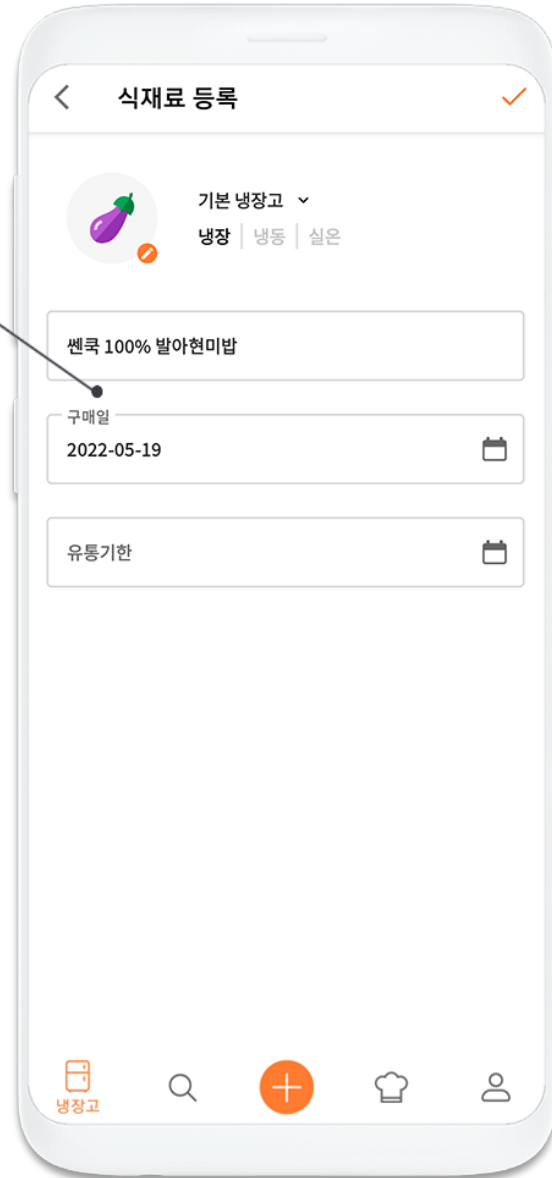 식재료 등록
기본 냉장고
냉장 냉동 실온
쎈쿡 100% 발아현미밥
구매일
2022-05-19
유통기한
냉장고